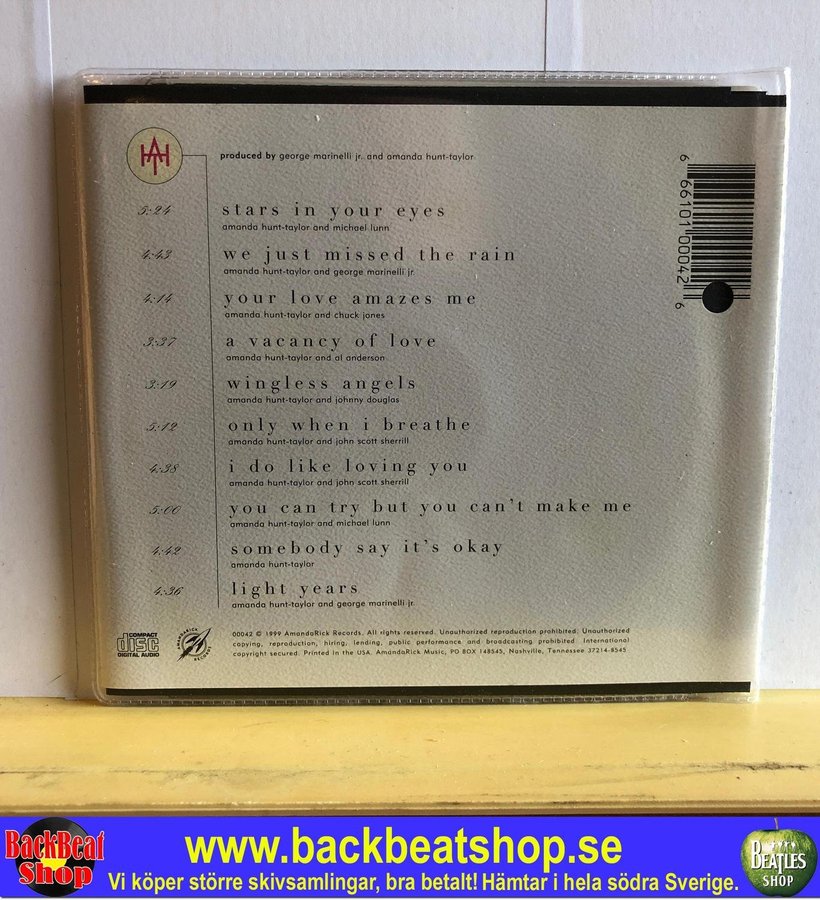 AHT
produced by george marinelli jr. and amanda hunt-taylor
5:24 stars in your eyes
amanda hunt-taylor and michael lunn
4:43 we just missed the rain
amanda hunt-taylor and george marinelli jr.
4:14 your love amazes me
amanda hunt-taylor and chuck jones
3:37 a vacancy of love
amanda hunt-taylor and al anderson
3:19 wingless angels
amanda hunt-taylor and johnny douglas
5:12 only when i breathe
amanda hunt-taylor and john scott sherrill
4:38 i do like loving you
amanda hunt-taylor and john scott sherrill
5:00 you can try but you can't make me
amanda hunt-taylor and michael lunn
4:42 somebody say it's okay
amanda hunt-taylor
4:36 light years
amanda hunt-taylor and george marinelli jr.
6 66101 00042 6
COMPACT
disc
DIGITAL AUDIO
AMANDARICK
RECORDS
00042 © 1999 AmandaRick Records. All rights reserved. Unauthorized reproduction prohibited. Unauthorized
copying, reproduction, hiring, lending, public performance and broadcasting prohibited. International
copyright secured. Printed in the USA. AmandaRick Music, PO BOX 148545, Nashville, Tennessee 37214-8545
BackBeat
Shop
www.backbeatshop.se
Vi köper större skivsamlingar, bra betalt! Hämtar i hela södra Sverige.
BEATLES
SHOP